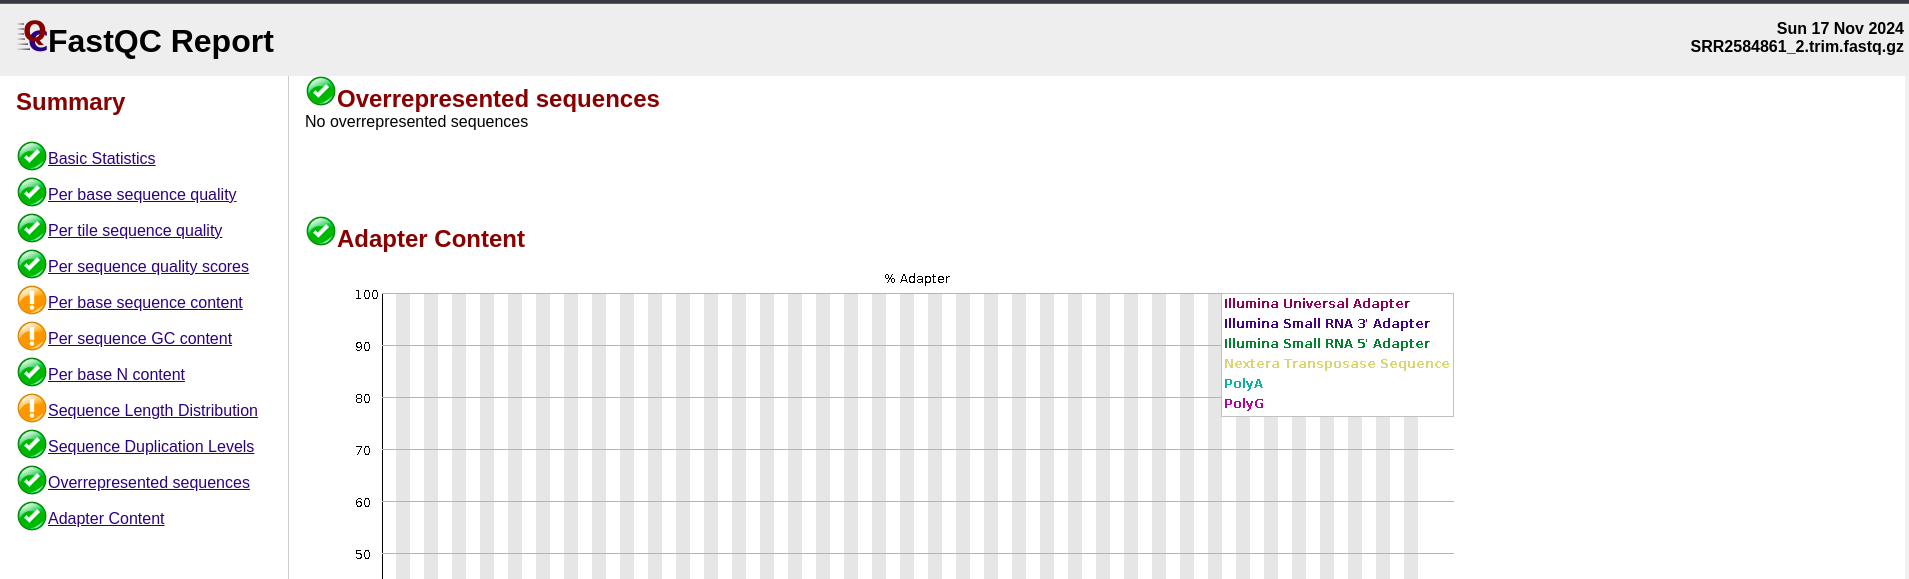 FastQC Report
Sun 17 Nov 2024
SRR2584861_2.trim.fastq.gz
Summary
Basic Statistics
Per base sequence quality
Per tile sequence quality
Per sequence quality scores
Per base sequence content
Per sequence GC content
Per base N content
Sequence Length Distribution
Sequence Duplication Levels
Overrepresented sequences
Adapter Content
Overrepresented sequences
No overrepresented sequences
Adapter Content
% Adapter
100
90
80
70
60
50
Illumina Universal Adapter
Illumina Small RNA 3' Adapter
Illumina Small RNA 5' Adapter
Nextera Transposase Sequence
PolyA
PolyG